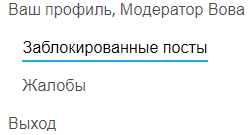 Ваш профиль, Модератор Вова
Заблокированные посты
Жалобы
Выход